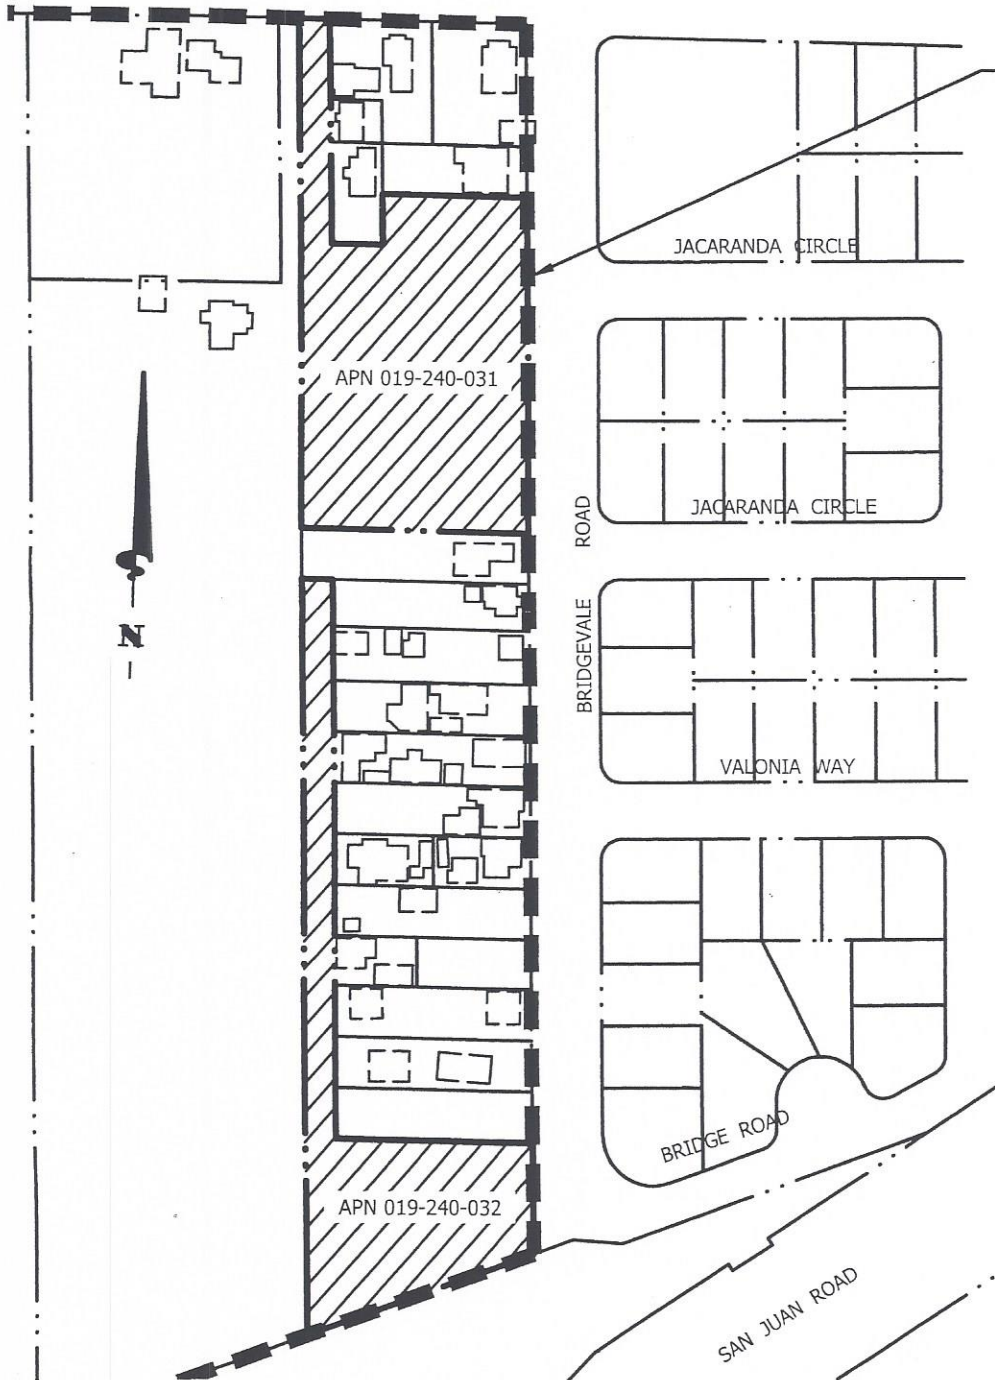 JACARANDA CIRCLE
APN 019-240-031
JACARANDA CIRCLE
BRIDGEVALE ROAD
N
VALONIA WAY
BRIDGE ROAD
APN 019-240-032
SAN JUAN ROAD